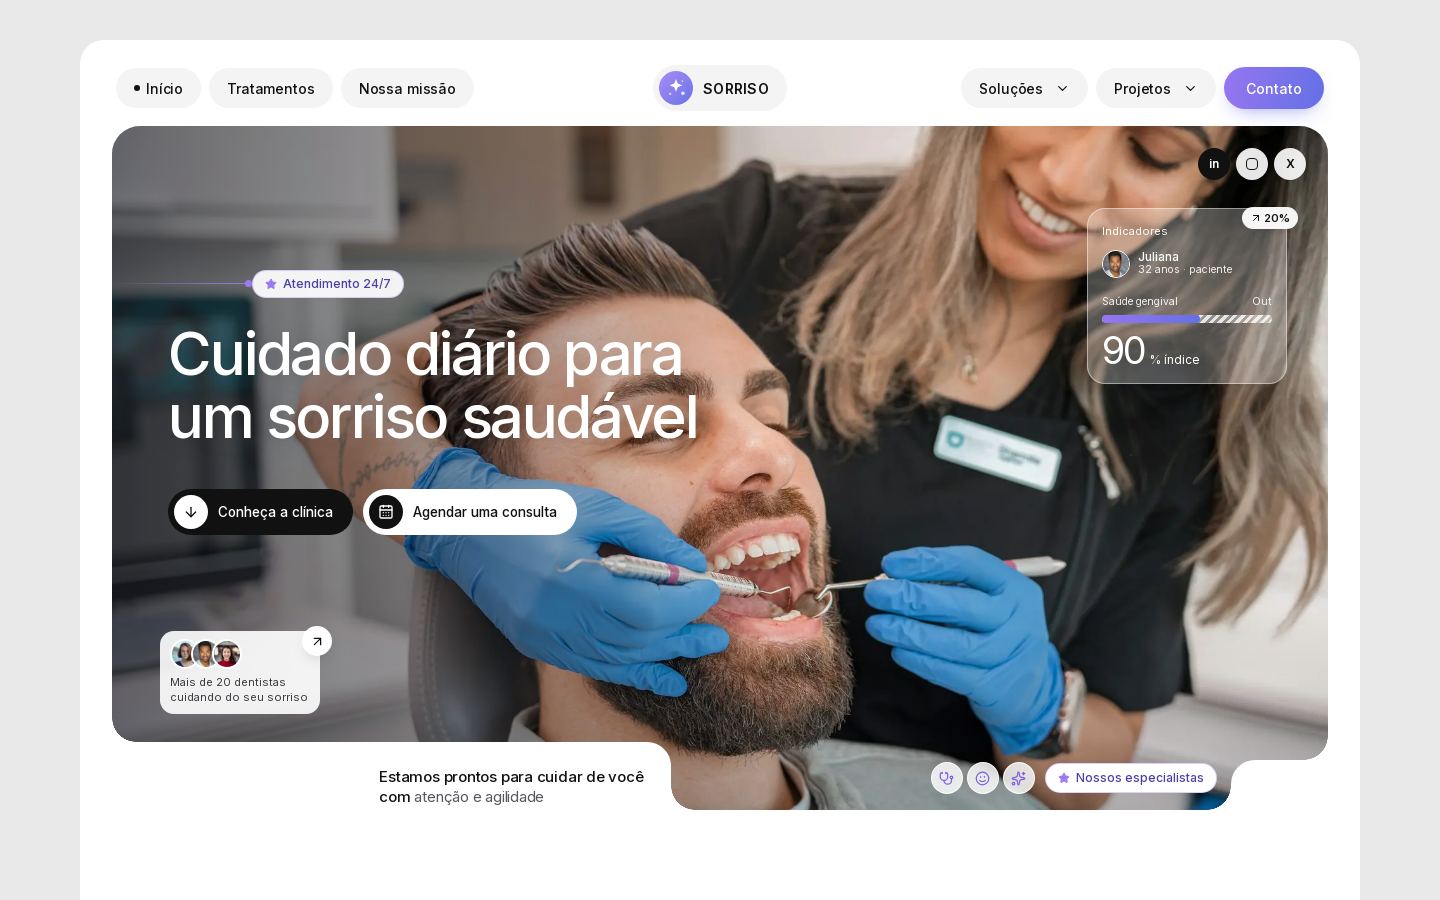 Início
Tratamentos
Nossa missão
SORRISO
Soluções
Projetos
Contato
in
X
20%
Indicadores
Juliana
32 anos · paciente
Saúde gengival
Out
90 % índice
Atendimento 24/7
Cuidado diário para
um sorriso saudável
Conheça a clínica
Agendar uma consulta
Mais de 20 dentistas
cuidando do seu sorriso
Estamos prontos para cuidar de você
com atenção e agilidade
Nossos especialistas